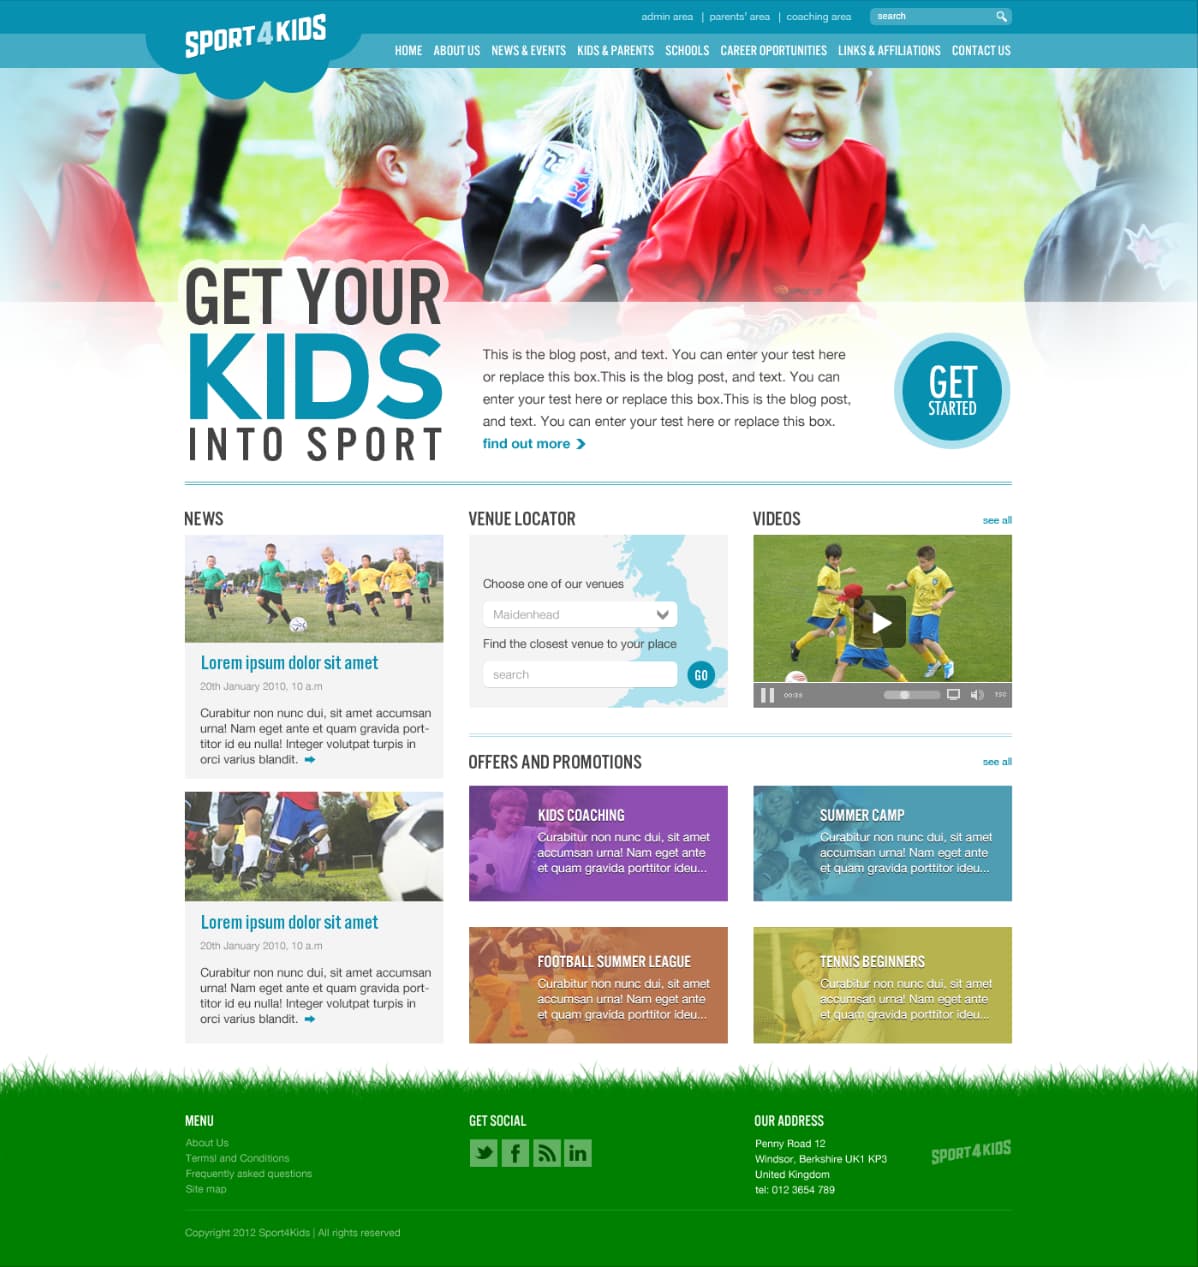 SPORT4KIDS
admin area | parents' area | coaching area
search
HOME ABOUT US NEWS & EVENTS KIDS & PARENTS SCHOOLS CAREER OPORTUNITIES LINKS & AFFILIATIONS CONTACT US
GET YOUR
KIDS
INTO SPORT
This is the blog post, and text. You can enter your test here
or replace this box.This is the blog post, and text. You can
enter your test here or replace this box.This is the blog post,
and text. You can enter your test here or replace this box.
find out more
GET
STARTED
NEWS
Lorem ipsum dolor sit amet
20th January 2010, 10 a.m
Curabitur non nunc dui, sit amet accumsan
urna! Nam eget ante et quam gravida port-
titor id eu nulla! Integer volutpat turpis in
orci varius blandit.
Lorem ipsum dolor sit amet
20th January 2010, 10 a.m
Curabitur non nunc dui, sit amet accumsan
urna! Nam eget ante et quam gravida port-
titor id eu nulla! Integer volutpat turpis in
orci varius blandit.
VENUE LOCATOR
Choose one of our venues
Maidenhead
Find the closest venue to your place
search
GO
VIDEOS
see all
OFFERS AND PROMOTIONS
see all
KIDS COACHING
Curabitur non nunc dui, sit amet
accumsan urna! Nam eget ante
et quam gravida porttitor ideu...
SUMMER CAMP
Curabitur non nunc dui, sit amet
accumsan urna! Nam eget ante
et quam gravida porttitor ideu...
FOOTBALL SUMMER LEAGUE
Curabitur non nunc dui, sit amet
accumsan urna! Nam eget ante
et quam gravida porttitor ideu...
TENNIS BEGINNERS
Curabitur non nunc dui, sit amet
accumsan urna! Nam eget ante
et quam gravida porttitor ideu...
MENU
About Us
Termsl and Conditions
Frequently asked questions
Site map
GET SOCIAL
OUR ADDRESS
Penny Road 12
Windsor, Berkshire UK1 KP3
United Kingdom
tel: 012 3654 789
SPORT4KIDS
Copyright 2012 Sport4Kids | All rights reserved